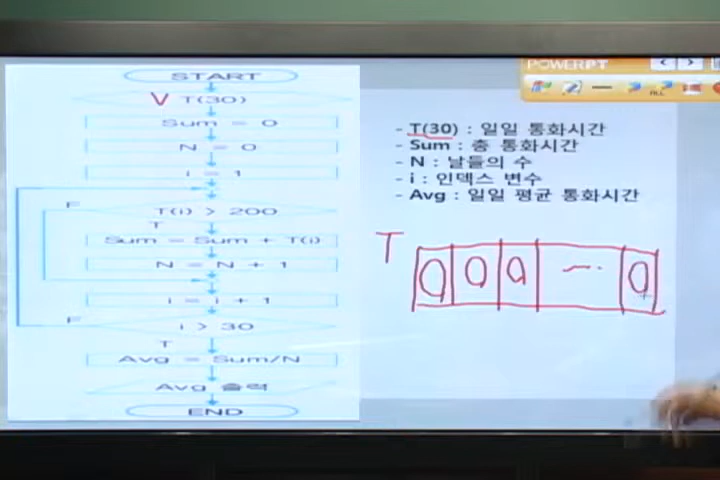 START
V T(30)
Sum = 0
N = 0
i = 1
F
T(i) > 200
T
Sum = Sum + T(i)
N = N + 1
i = i + 1
F
i > 30
T
Avg = Sum/N
Avg 출력
END
POWERPT
ALL
- T(30) : 일일 통화시간
- Sum : 총 통화시간
- N : 날들의 수
- i : 인덱스 변수
- Avg : 일일 평균 통화시간
T
0 0 0 ─ ‥ 0